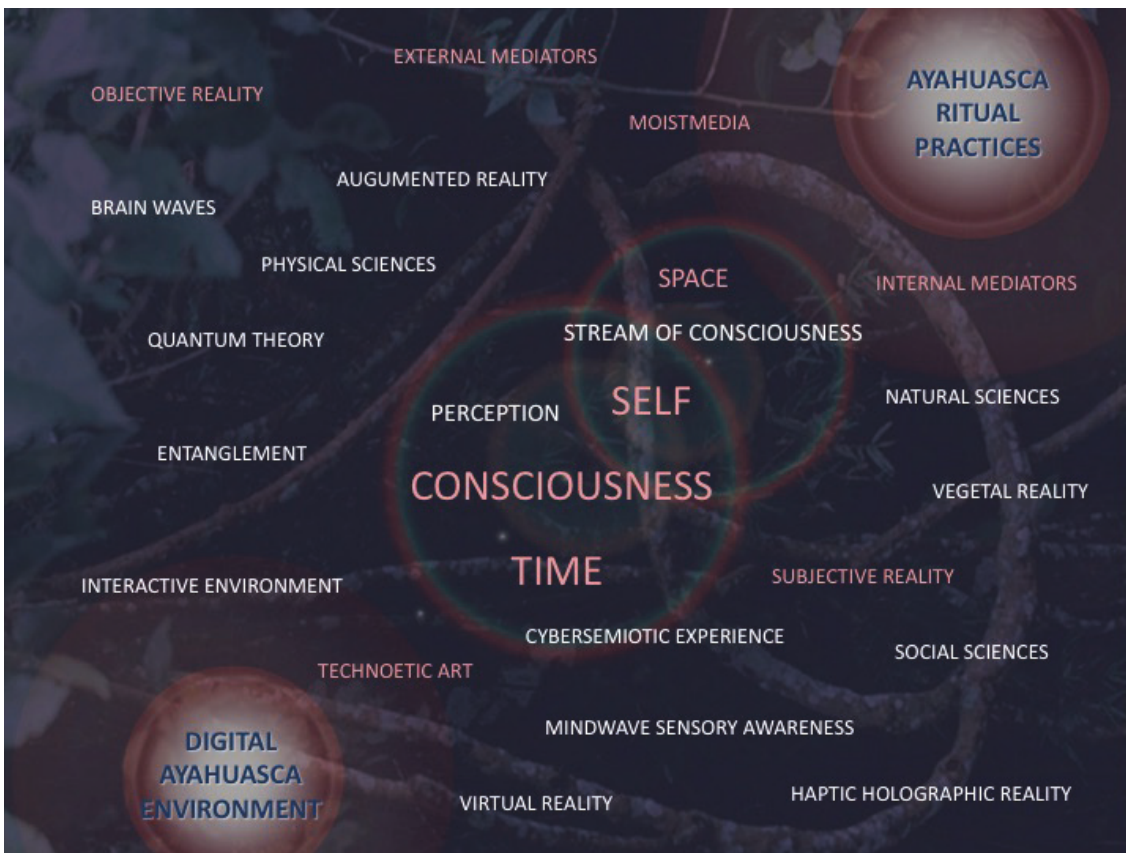 EXTERNAL MEDIATORS
OBJECTIVE REALITY
AYAHUASCA
RITUAL
PRACTICES
MOISTMEDIA
AUGUMENTED REALITY
BRAIN WAVES
PHYSICAL SCIENCES
SPACE
INTERNAL MEDIATORS
QUANTUM THEORY
STREAM OF CONSCIOUSNESS
SELF
NATURAL SCIENCES
PERCEPTION
ENTANGLEMENT
CONSCIOUSNESS
VEGETAL REALITY
TIME
SUBJECTIVE REALITY
INTERACTIVE ENVIRONMENT
CYBERSEMIOTIC EXPERIENCE
SOCIAL SCIENCES
TECHNOETIC ART
MINDWAVE SENSORY AWARENESS
DIGITAL
AYAHUASCA
ENVIRONMENT
VIRTUAL REALITY
HAPTIC HOLOGRAPHIC REALITY